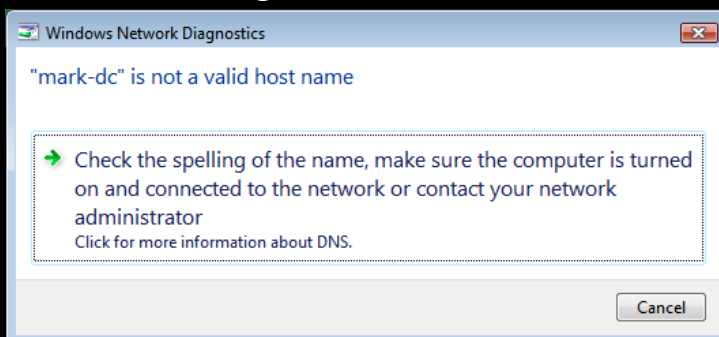 Windows Network Diagnostics
"mark-dc" is not a valid host name
Check the spelling of the name, make sure the computer is turned
on and connected to the network or contact your network
administrator
Click for more information about DNS.
Cancel